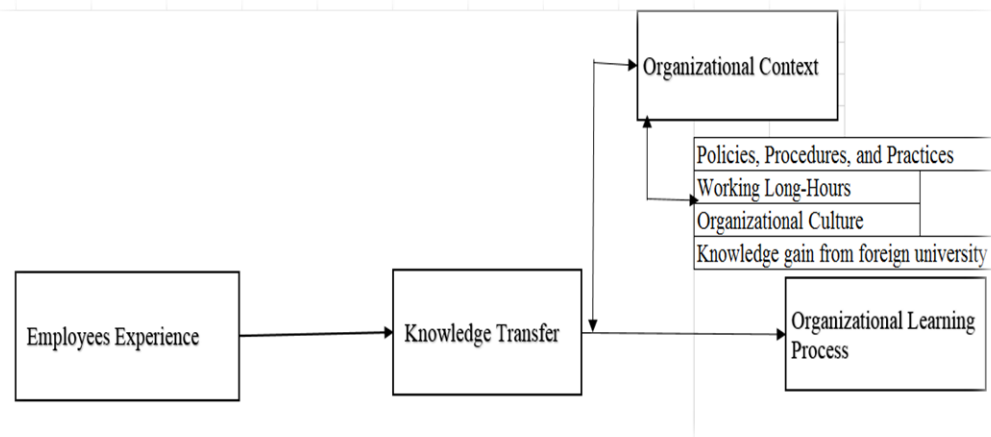 Organizational Context
Policies, Procedures, and Practices
Working Long-Hours
Organizational Culture
Knowledge gain from foreign university
Employees Experience
Knowledge Transfer
Organizational Learning
Process